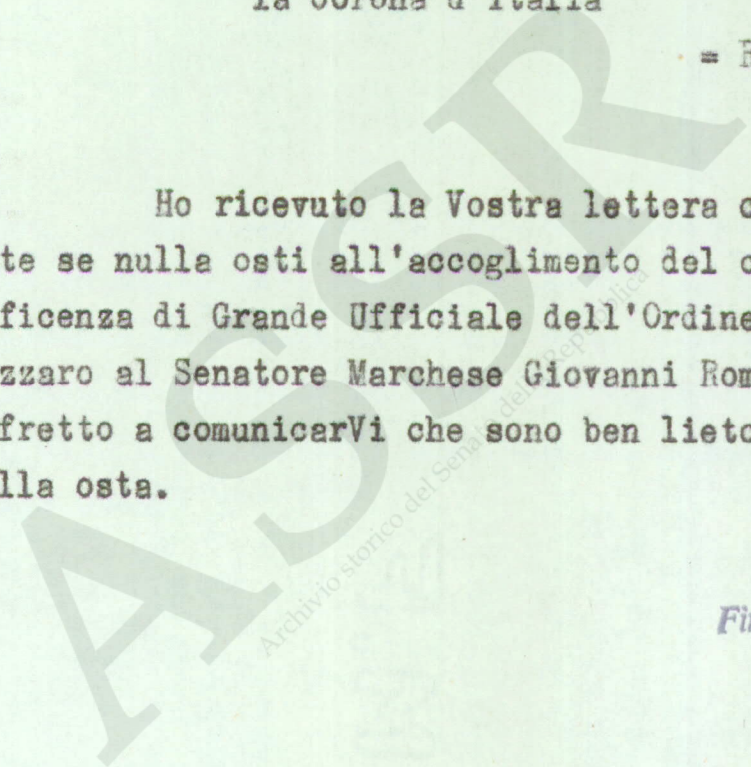 la Corona d'Italia
=
Ho ricevuto la Vostra lettera
te se nulla osti all'accoglimento del
ficenza di Grande Ufficiale dell'Ordine
zzaro al Senatore Marchese Giovanni Rom
fretto a comunicarVi che sono ben lieto
lla osta.
Fi
ASSR
Archivio storico del Senato della Repubblica